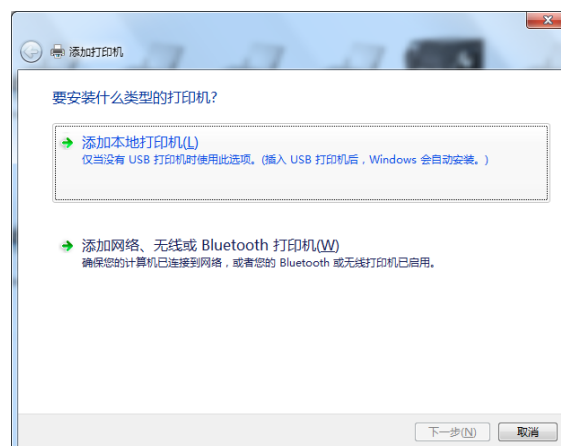 添加打印机
要安装什么类型的打印机?
添加本地打印机(L)
仅当没有 USB 打印机时使用此选项。(插入 USB 打印机后，Windows 会自动安装。)
添加网络、无线或 Bluetooth 打印机(W)
确保您的计算机已连接到网络，或者您的 Bluetooth 或无线打印机已启用。
下一步(N) 取消